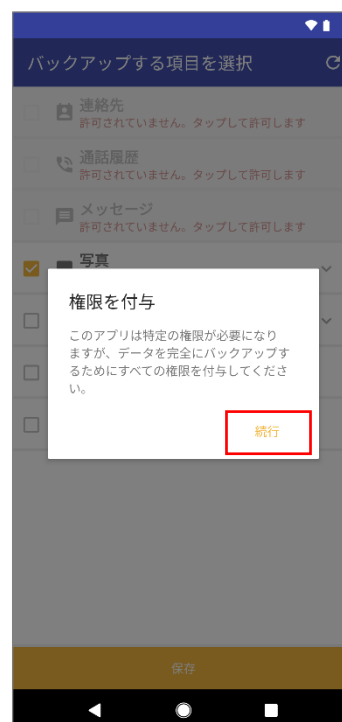 バックアップする項目を選択
連絡先
許可されていません。タップして許可します
通話履歴
許可されていません。タップして許可します
メッセージ
許可されていません。タップして許可します
写真
権限を付与
このアプリは特定の権限が必要になり
ますが、データを完全にバックアップす
るためにすべての権限を付与してくださ
い。
続行
保存